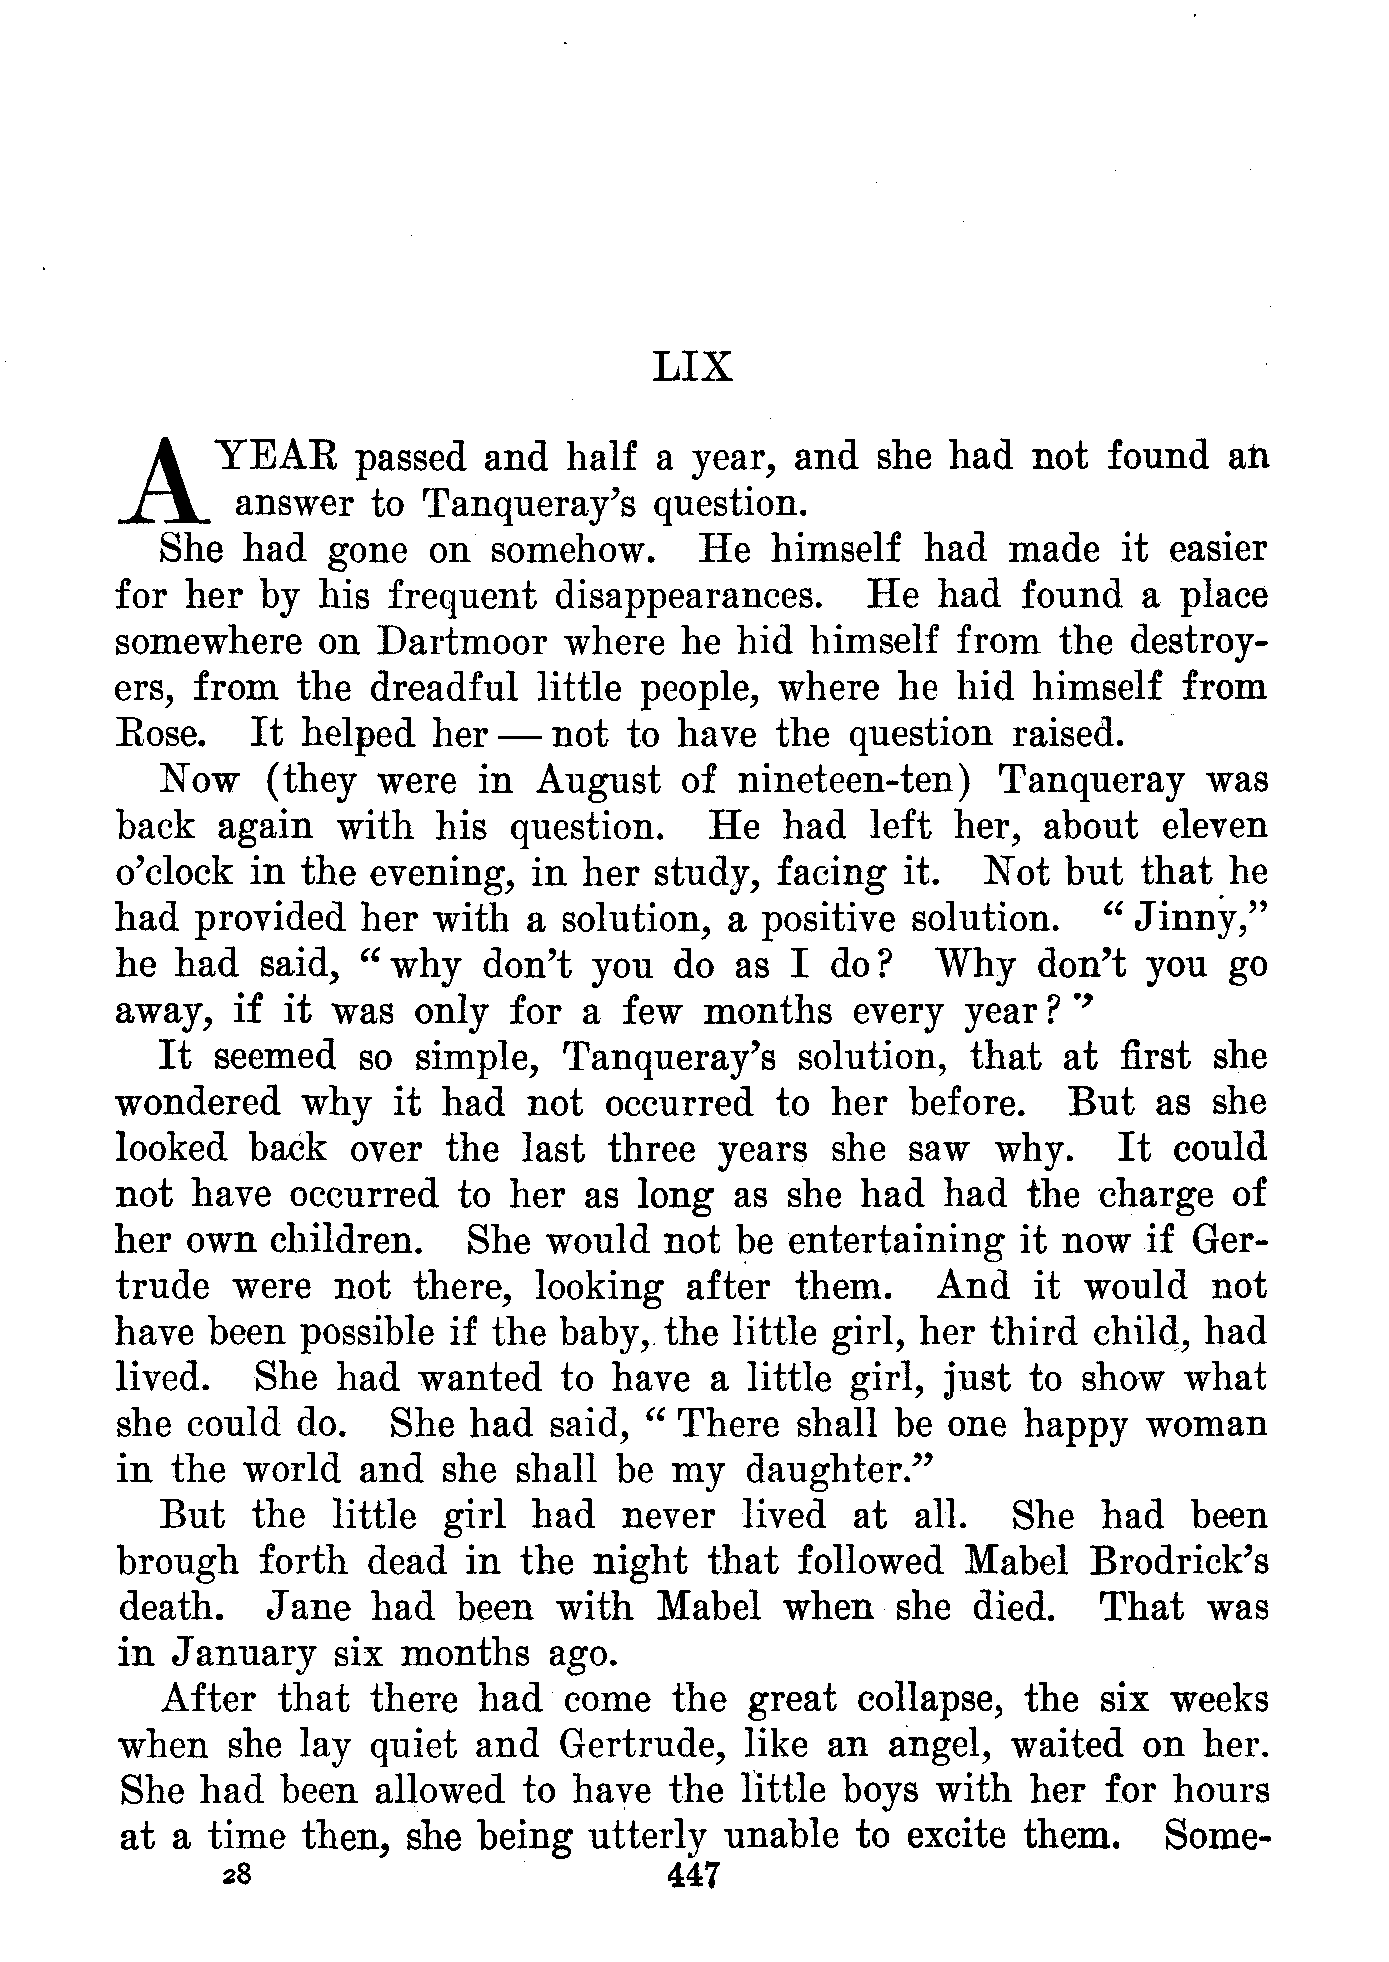 LIX
A YEAR passed and half a year, and she had not found an
answer to Tanqueray's question.
She had gone on somehow. He himself had made it easier
for her by his frequent disappearances. He had found a place
somewhere on Dartmoor where he hid himself from the destroy-
ers, from the dreadful little people, where he hid himself from
Rose. It helped her — not to have the question raised.
Now (they were in August of nineteen-ten) Tanqueray was
back again with his question. He had left her, about eleven
o'clock in the evening, in her study, facing it. Not but that he
had provided her with a solution, a positive solution. "Jinny,"
he had said, "why don't you do as I do? Why don't you go
away, if it was only for a few months every year?"
It seemed so simple, Tanqueray's solution, that at first she
wondered why it had not occurred to her before. But as she
looked back over the last three years she saw why. It could
not have occurred to her as long as she had had the charge of
her own children. She would not be entertaining it now if Ger-
trude were not there, looking after them. And it would not
have been possible if the baby, the little girl, her third child, had
lived. She had wanted to have a little girl, just to show what
she could do. She had said, "There shall be one happy woman
in the world and she shall be my daughter."
But the little girl had never lived at all. She had been
brough forth dead in the night that followed Mabel Brodrick's
death. Jane had been with Mabel when she died. That was
in January six months ago.
After that there had come the great collapse, the six weeks
when she lay quiet and Gertrude, like an angel, waited on her.
She had been allowed to have the little boys with her for hours
at a time then, she being utterly unable to excite them. Some-
28 447